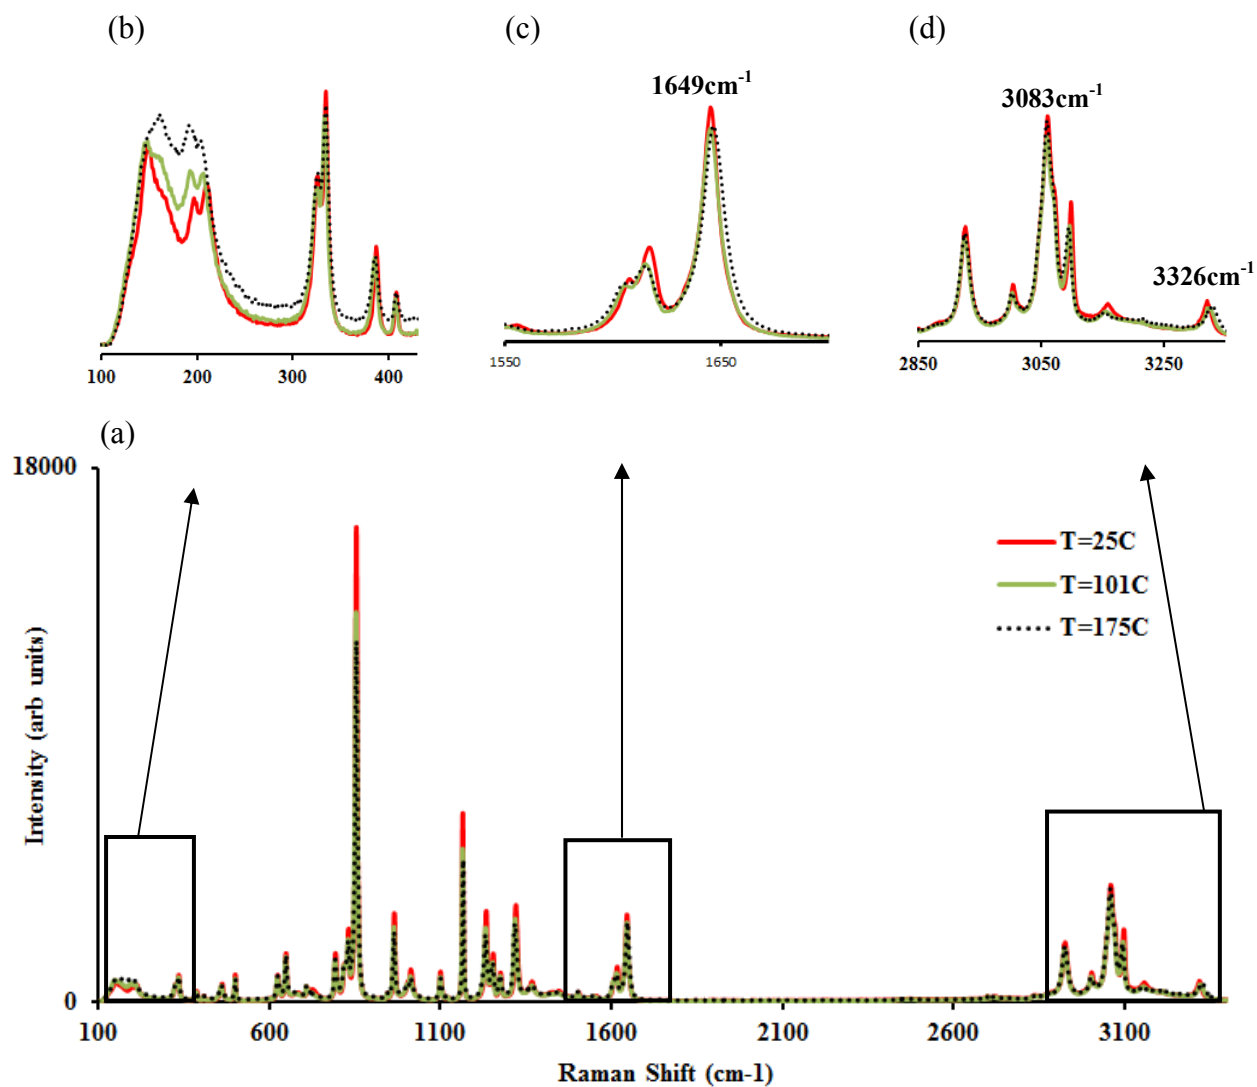 (b)
(c)
(d)
1649cm-1
3083cm-1
3326cm-1
100 200 300 400
1550 1650
2850 3050 3250
(a)
18000
T=25C
T=101C
T=175C
Intensity (arb units)
0
100 600 1100 1600 2100 2600 3100
Raman Shift (cm-1)